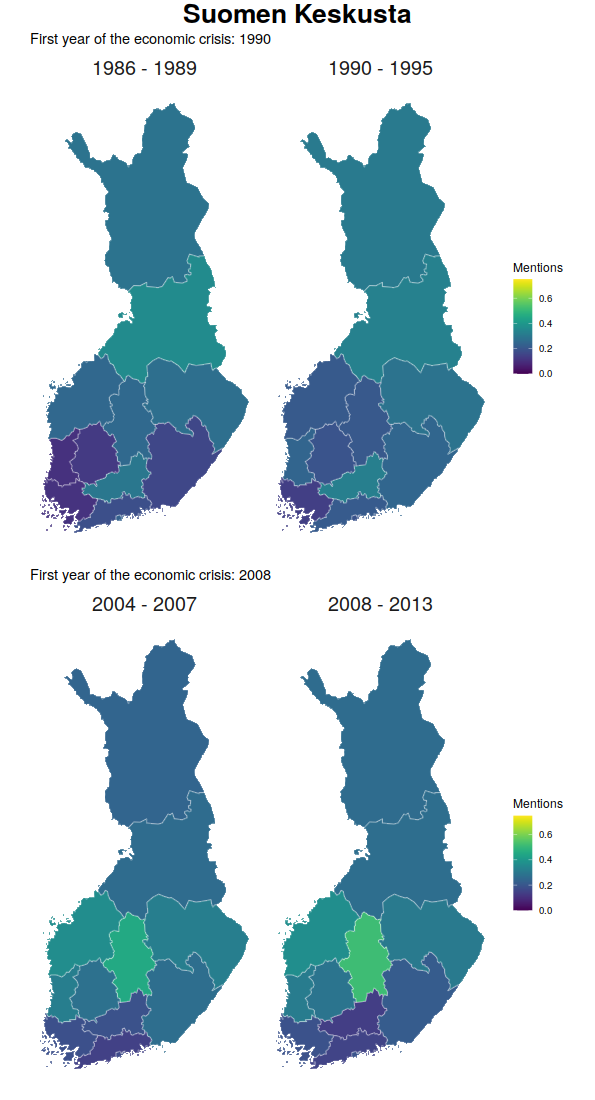 Suomen Keskusta
First year of the economic crisis: 1990
1986 - 1989
1990 - 1995
Mentions
0.6
0.4
0.2
0.0
First year of the economic crisis: 2008
2004 - 2007
2008 - 2013
Mentions
0.6
0.4
0.2
0.0